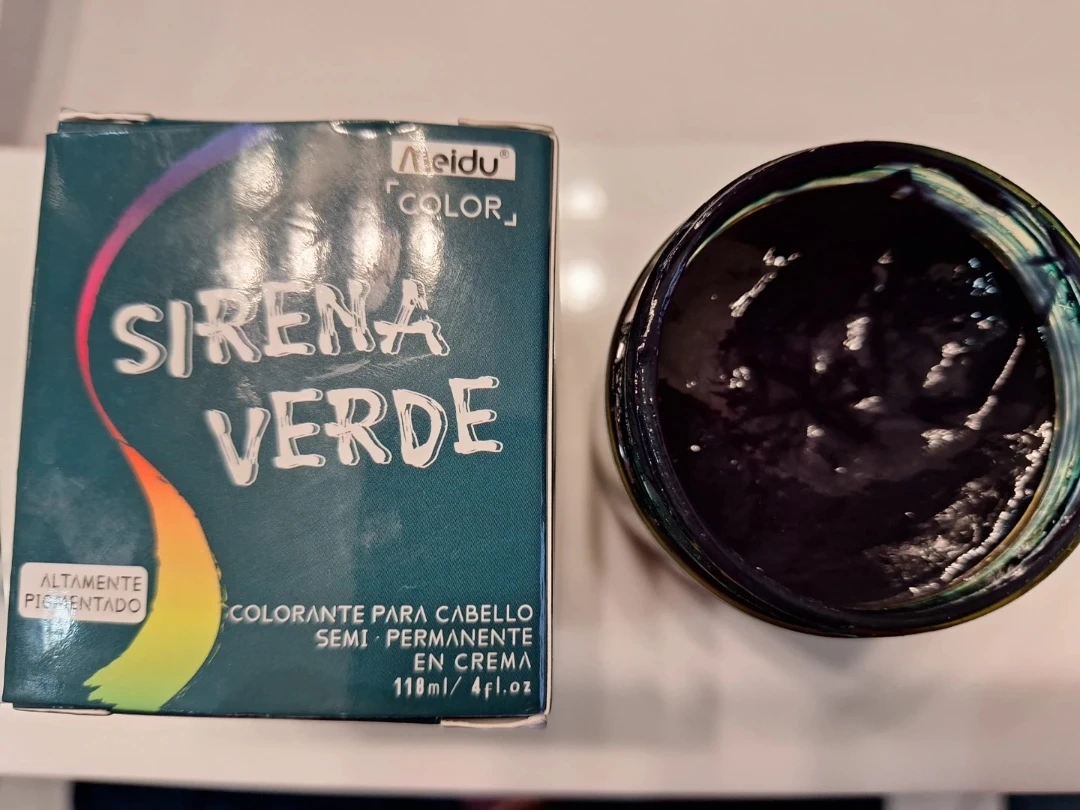 Meidu®
COLOR
SIRENA
VERDE
ALTAMENTE
PIGMENTADO
COLORANTE PARA CABELLO
SEMI·PERMANENTE
EN CREMA
118ml/ 4fl.oz